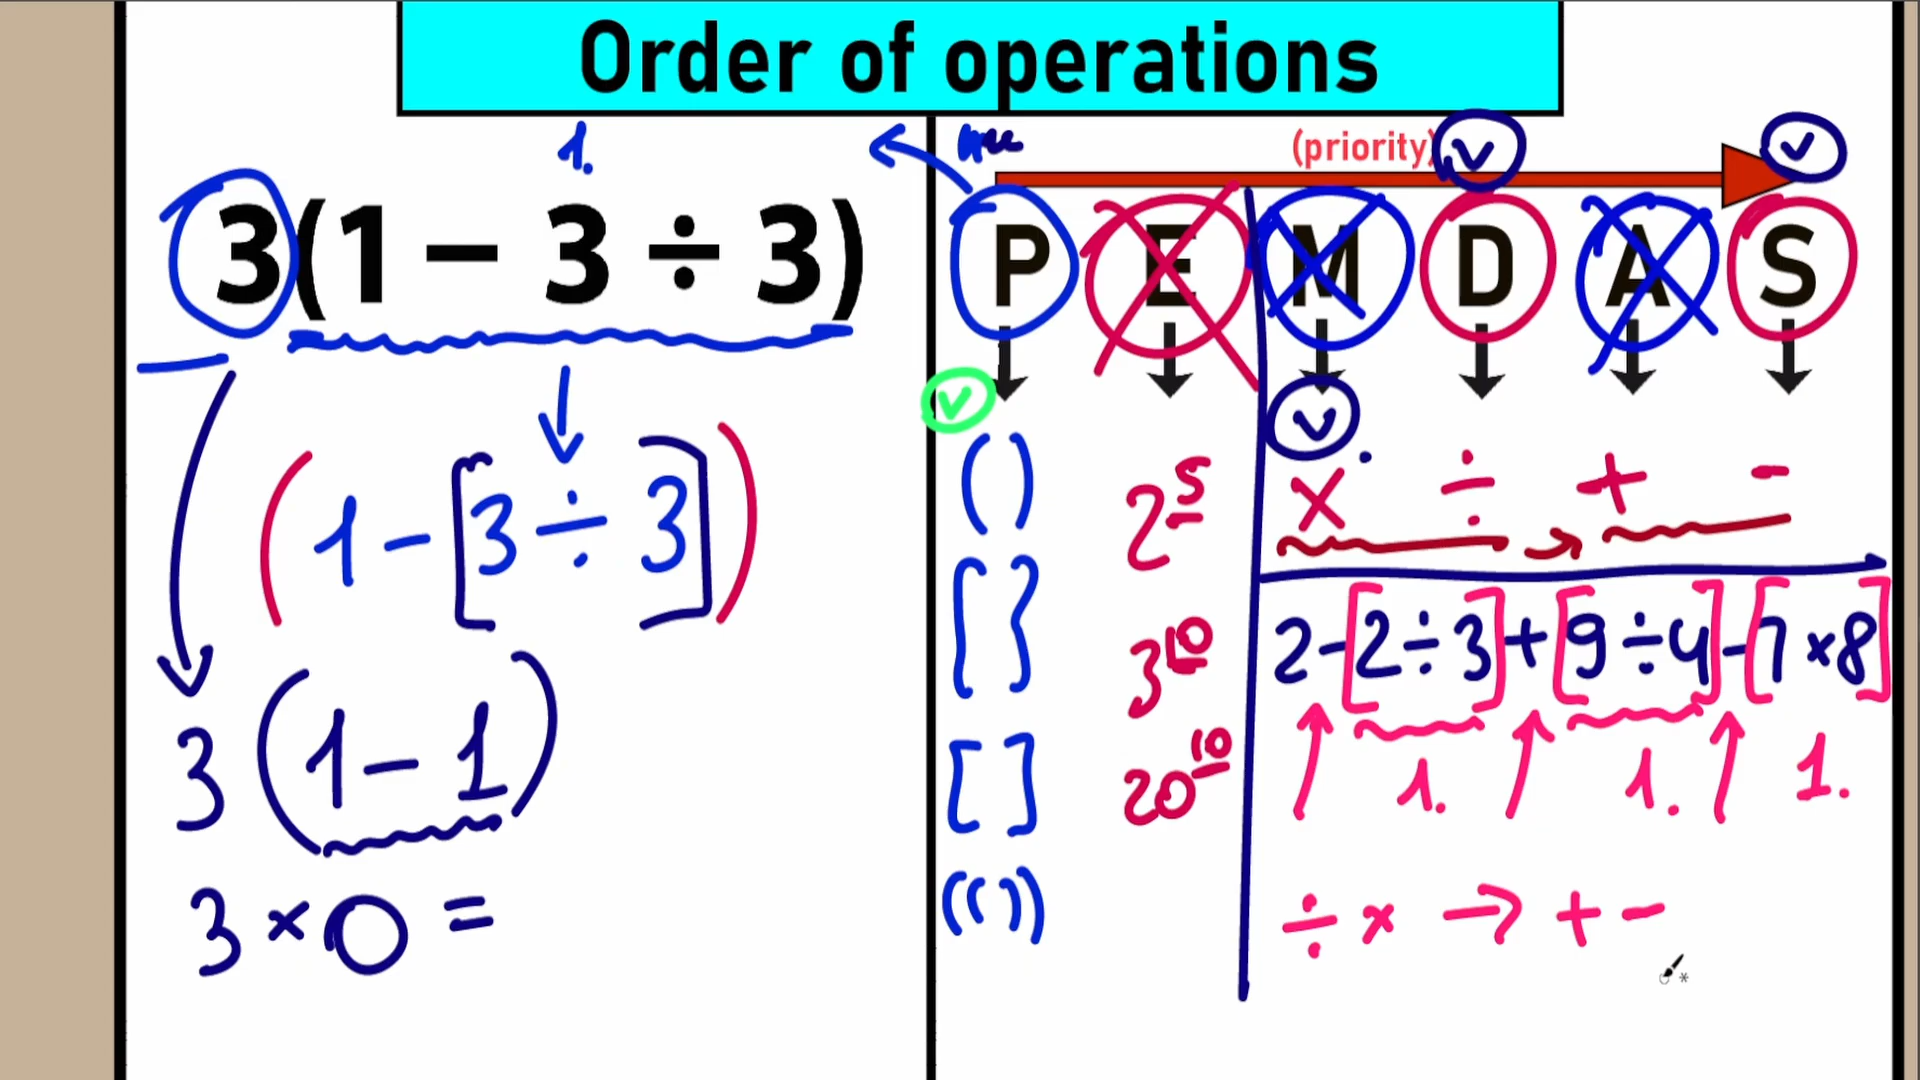 Order of operations
1.
(priority)
3(1 − 3 ÷ 3)
P E M D A S
(1 - [3 ÷ 3])
3 (1 - 1)
3 × 0 =
( )
{ }
[ ]
(( ))
2^5
3^10
20^10
× · ÷ + -
2 - [2 ÷ 3] + [9 ÷ 4] - [7 × 8]
1. 1. 1.
÷ × → + -